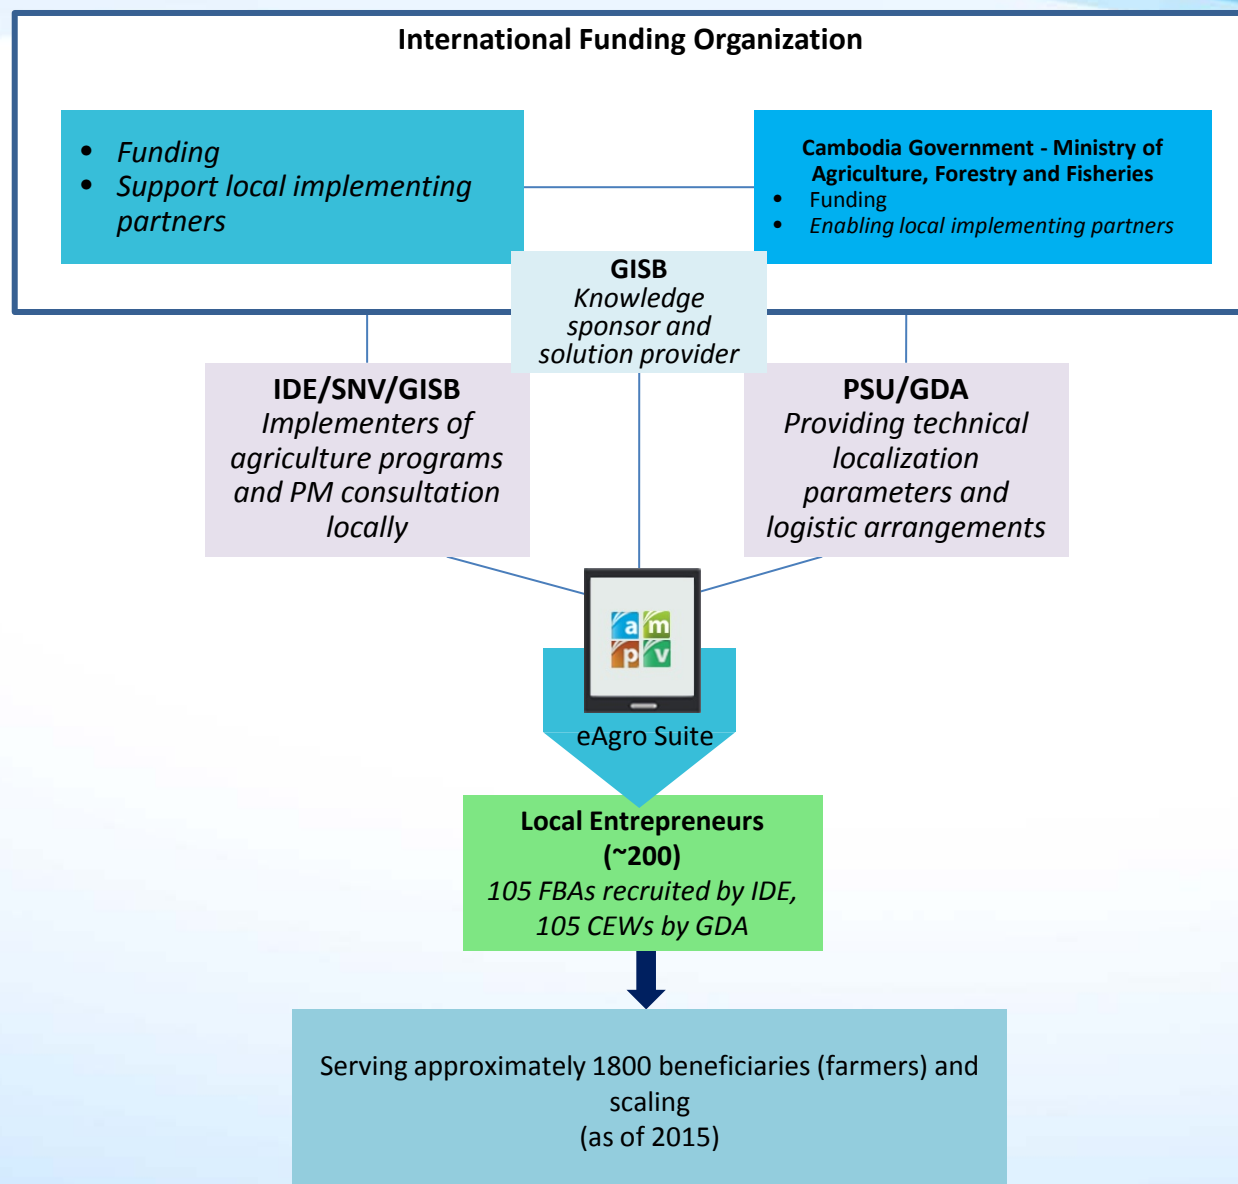 International Funding Organization
• Funding
• Support local implementing
partners
Cambodia Government - Ministry of
Agriculture, Forestry and Fisheries
• Funding
• Enabling local implementing partners
GISB
Knowledge
sponsor and
solution provider
IDE/SNV/GISB
Implementers of
agriculture programs
and PM consultation
locally
PSU/GDA
Providing technical
localization
parameters and
logistic arrangements
a m
p v
eAgro Suite
Local Entrepreneurs
(~200)
105 FBAs recruited by IDE,
105 CEWs by GDA
Serving approximately 1800 beneficiaries (farmers) and
scaling
(as of 2015)